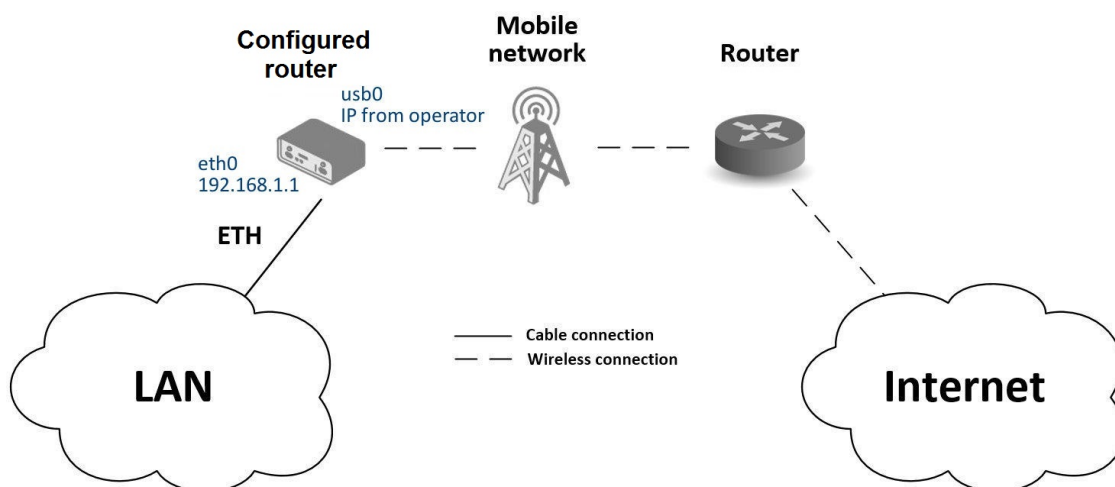 Configured
router
Mobile
network
Router
usb0
IP from operator
eth0
192.168.1.1
ETH
Cable connection
Wireless connection
LAN
Internet